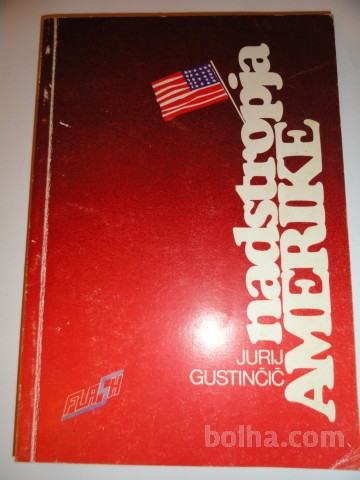 nadstropja
AMERIKE
JURIJ
GUSTINČIČ
FLASH
bolha.com